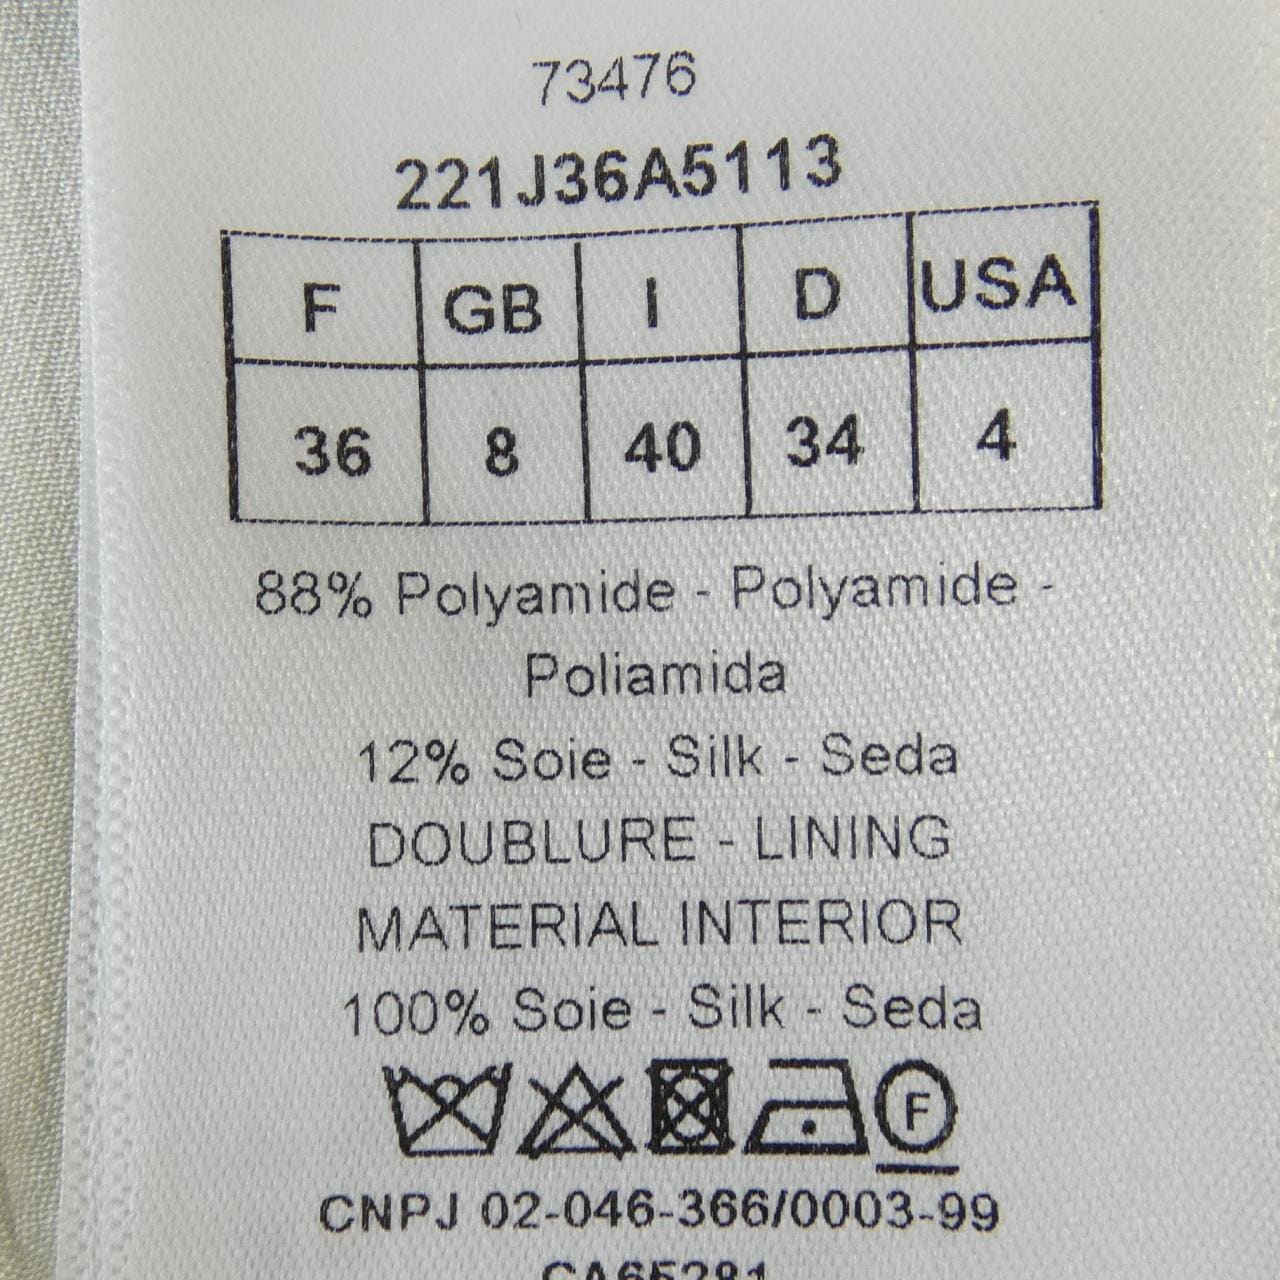 73476
221J36A5113
F GB I D USA
36 8 40 34 4
88% Polyamide - Polyamide -
Poliamida
12% Soie - Silk - Seda
DOUBLURE - LINING
MATERIAL INTERIOR
100% Soie - Silk - Seda
F
CNPJ 02-046-366/0003-99
CA65281